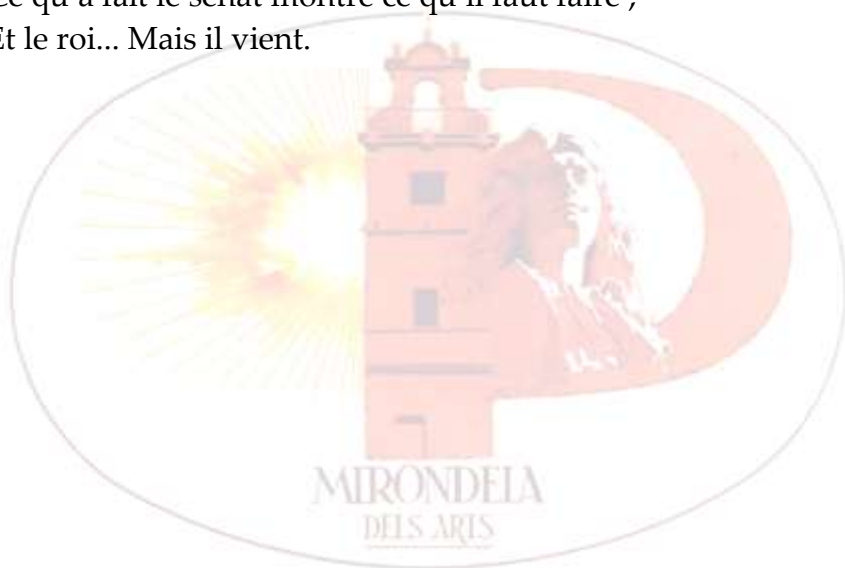 Ce qu'a fait le sénat montre ce qu'il faut faire ;
Et le roi... Mais il vient.
MIRONDELA
DELS ARTS